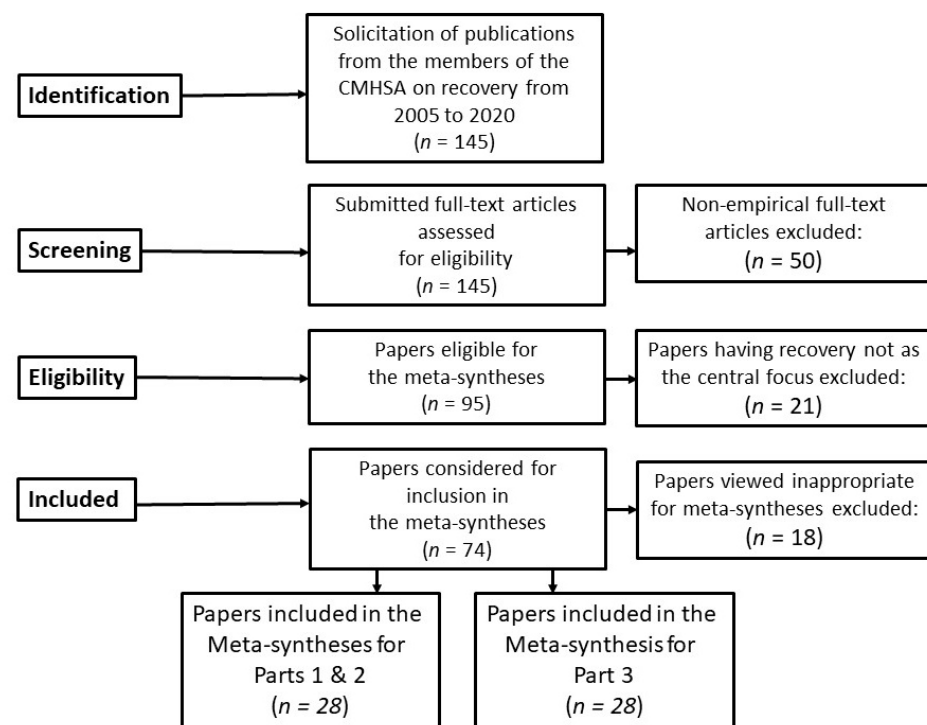 Identification
Solicitation of publications
from the members of the
CMHSA on recovery from
2005 to 2020
(n = 145)
Screening
Submitted full-text articles
assessed
for eligibility
(n = 145)
Non-empirical full-text
articles excluded:
(n = 50)
Eligibility
Papers eligible for
the meta-syntheses
(n = 95)
Papers having recovery not as
the central focus excluded:
(n = 21)
Included
Papers considered for
inclusion in
the meta-syntheses
(n = 74)
Papers viewed inappropriate
for meta-syntheses excluded:
(n = 18)
Papers included in the
Meta-syntheses for
Parts 1 & 2
(n = 28)
Papers included in the
Meta-synthesis for
Part 3
(n = 28)